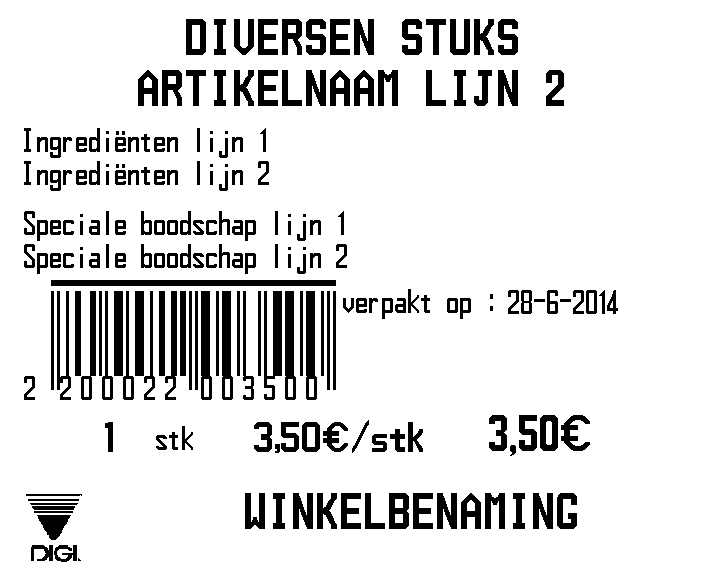 DIVERSEN STUKS
ARTIKELNAAM LIJN 2
Ingrediënten lijn 1
Ingrediënten lijn 2
Speciale boodschap lijn 1
Speciale boodschap lijn 2
verpakt op : 28-6-2014
2 200022 003500
1 stk 3,50€/stk 3,50€
WINKELBENAMING
DIGI.